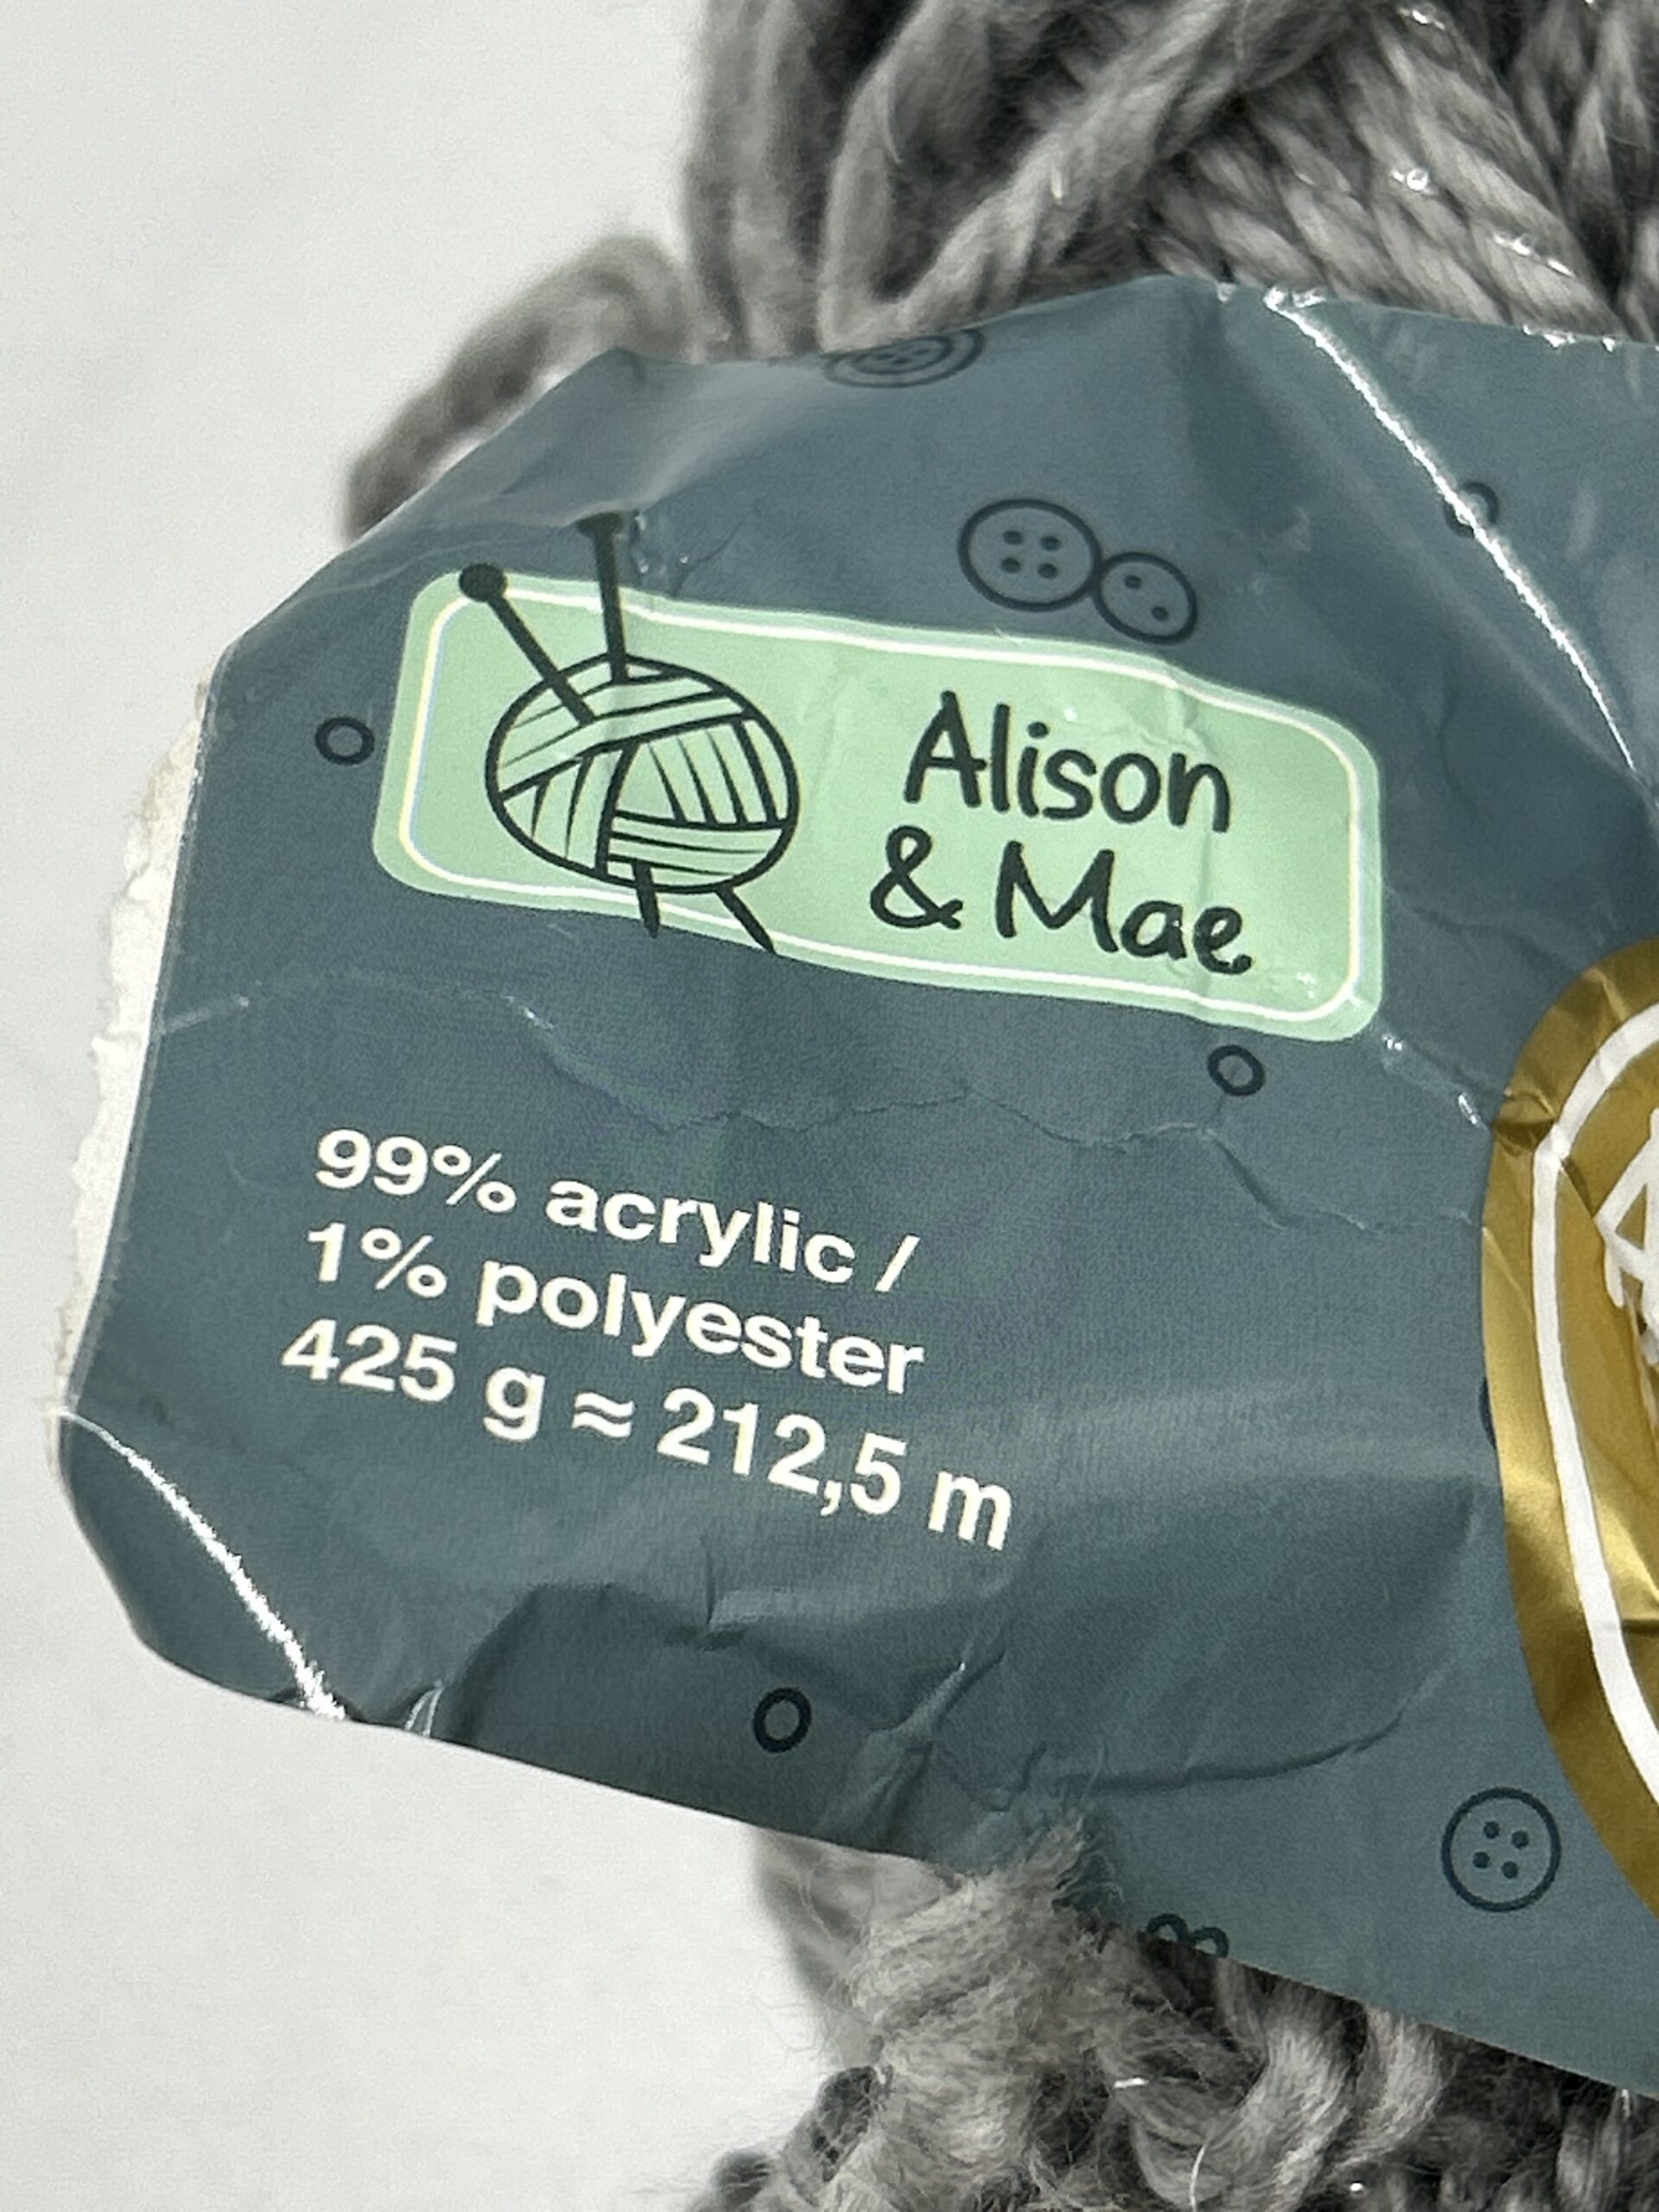 Alison
& Mae
99% acrylic /
1% polyester
425 g ≈ 212,5 m